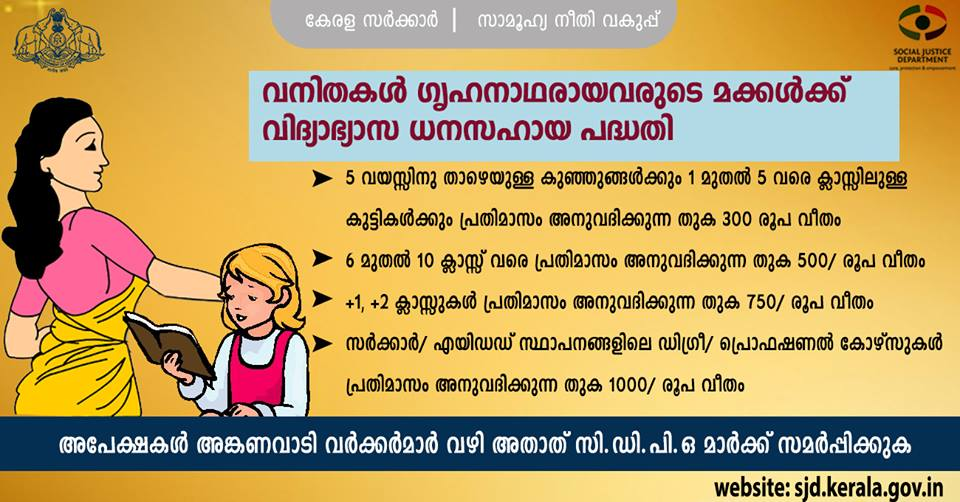 കേരള സർക്കാർ | സാമൂഹ്യ നീതി വകുപ്പ്
SOCIAL JUSTICE
DEPARTMENT
care, protection & empowerment
വനിതകൾ ഗൃഹനാഥരായവരുടെ മക്കൾക്ക്
വിദ്യാഭ്യാസ ധനസഹായ പദ്ധതി
➤ 5 വയസ്സിനു താഴെയുള്ള കുഞ്ഞുങ്ങൾക്കും 1 മുതൽ 5 വരെ ക്ലാസ്സിലുള്ള
കുട്ടികൾക്കും പ്രതിമാസം അനുവദിക്കുന്ന തുക 300 രൂപ വീതം
➤ 6 മുതൽ 10 ക്ലാസ്സ് വരെ പ്രതിമാസം അനുവദിക്കുന്ന തുക 500/ രൂപ വീതം
➤ +1, +2 ക്ലാസ്സുകൾ പ്രതിമാസം അനുവദിക്കുന്ന തുക 750/ രൂപ വീതം
➤ സർക്കാർ/ എയിഡഡ് സ്ഥാപനങ്ങളിലെ ഡിഗ്രീ/ പ്രൊഫഷണൽ കോഴ്സുകൾ
പ്രതിമാസം അനുവദിക്കുന്ന തുക 1000/ രൂപ വീതം
അപേക്ഷകൾ അങ്കണവാടി വർക്കർമാർ വഴി അതാത് സി.ഡി.പി.ഒ മാർക്ക് സമർപ്പിക്കുക
website: sjd.kerala.gov.in